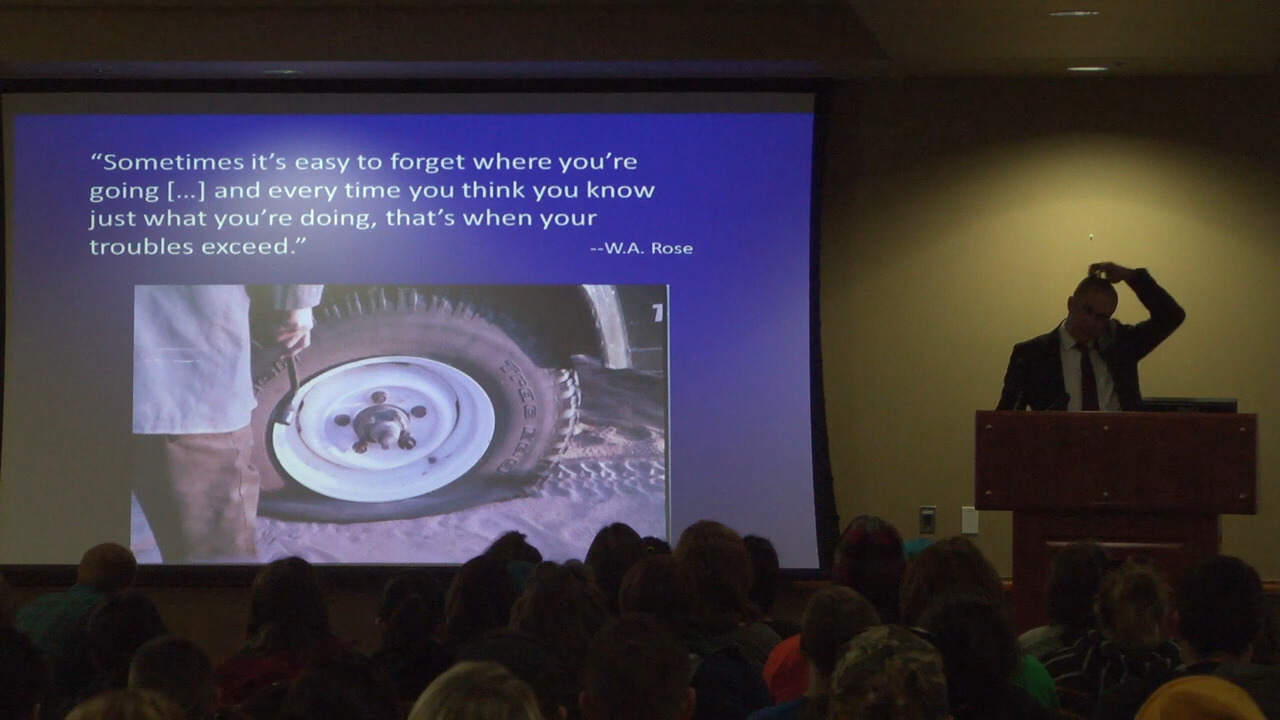 “Sometimes it’s easy to forget where you’re
going [...] and every time you think you know
just what you’re doing, that’s when your
troubles exceed.”
--W.A. Rose
7